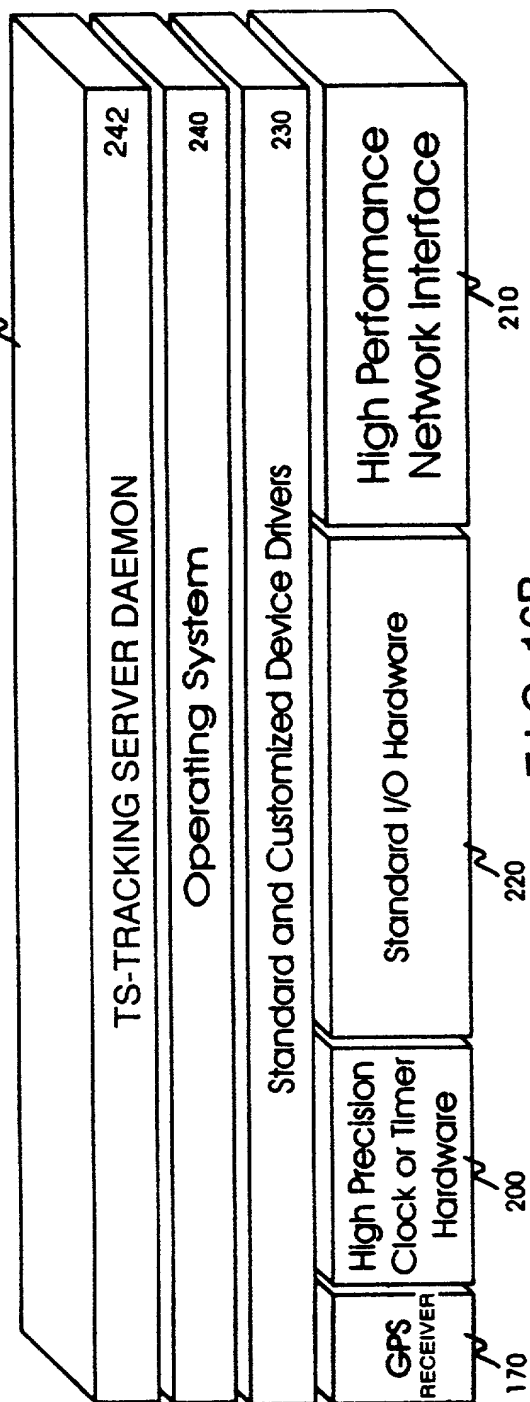 TS-TRACKING SERVER DAEMON 242
Operating System 240
Standard and Customized Device Drivers 230
GPS
RECEIVER
High Precision
Clock or Timer
Hardware
Standard I/O Hardware
High Performance
Network Interface
170
200
220
210